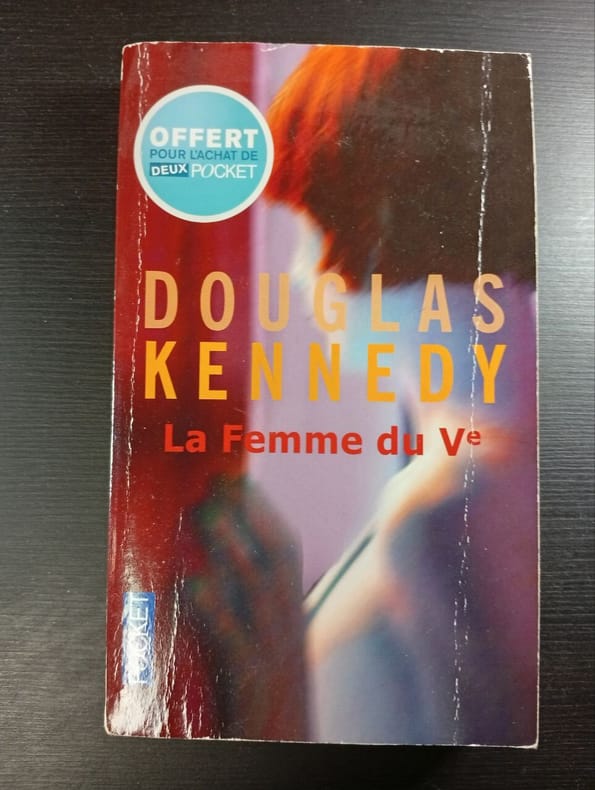 OFFERT
POUR L'ACHAT DE
DEUX POCKET
DOUGLAS
KENNEDY
La Femme du Vᵉ
POCKET